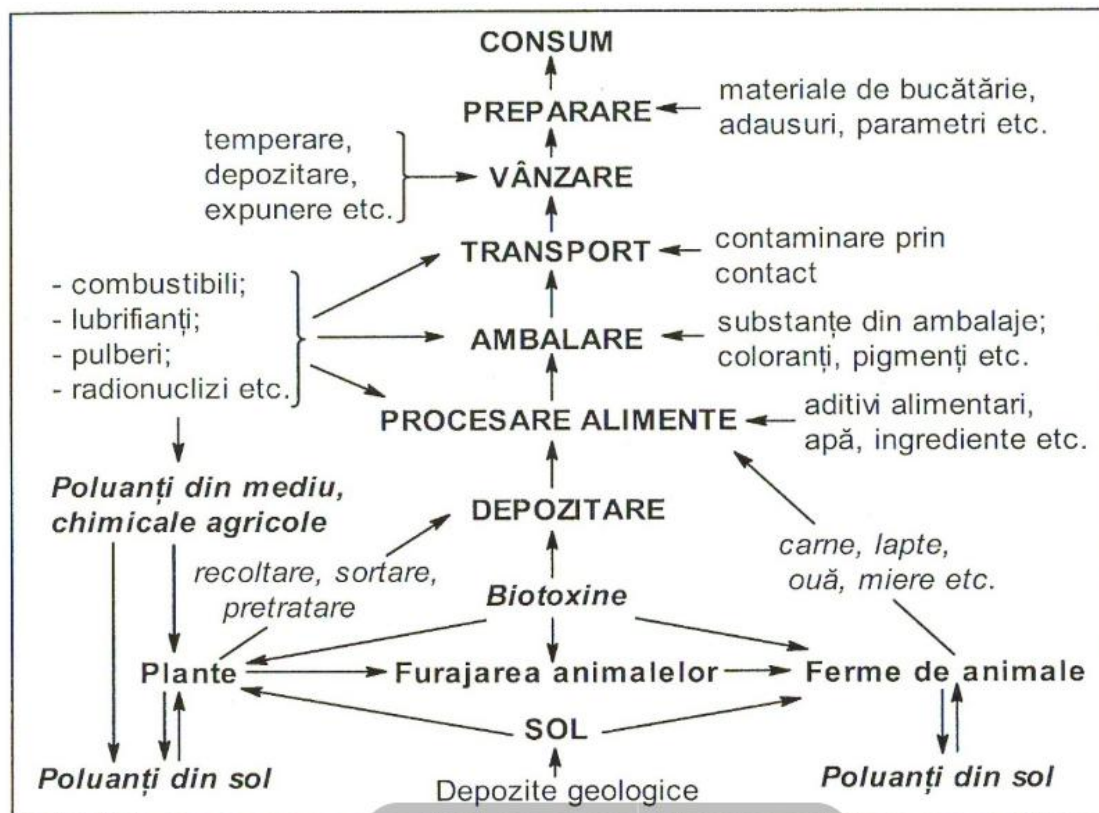 CONSUM
PREPARARE
materiale de bucătărie,
adausuri, parametri etc.
temperare,
depozitare,
expunere etc.
VÂNZARE
TRANSPORT
contaminare prin
contact
- combustibili;
- lubrifianți;
- pulberi;
- radionuclizi etc.
AMBALARE
substanțe din ambalaje;
coloranți, pigmenți etc.
PROCESARE ALIMENTE
aditivi alimentari,
apă, ingrediente etc.
Poluanți din mediu,
chimicale agricole
DEPOZITARE
recoltare, sortare,
pretratare
Biotoxine
carne, lapte,
ouă, miere etc.
Plante
Furajarea animalelor
Ferme de animale
SOL
Poluanți din sol
Depozite geologice
Poluanți din sol